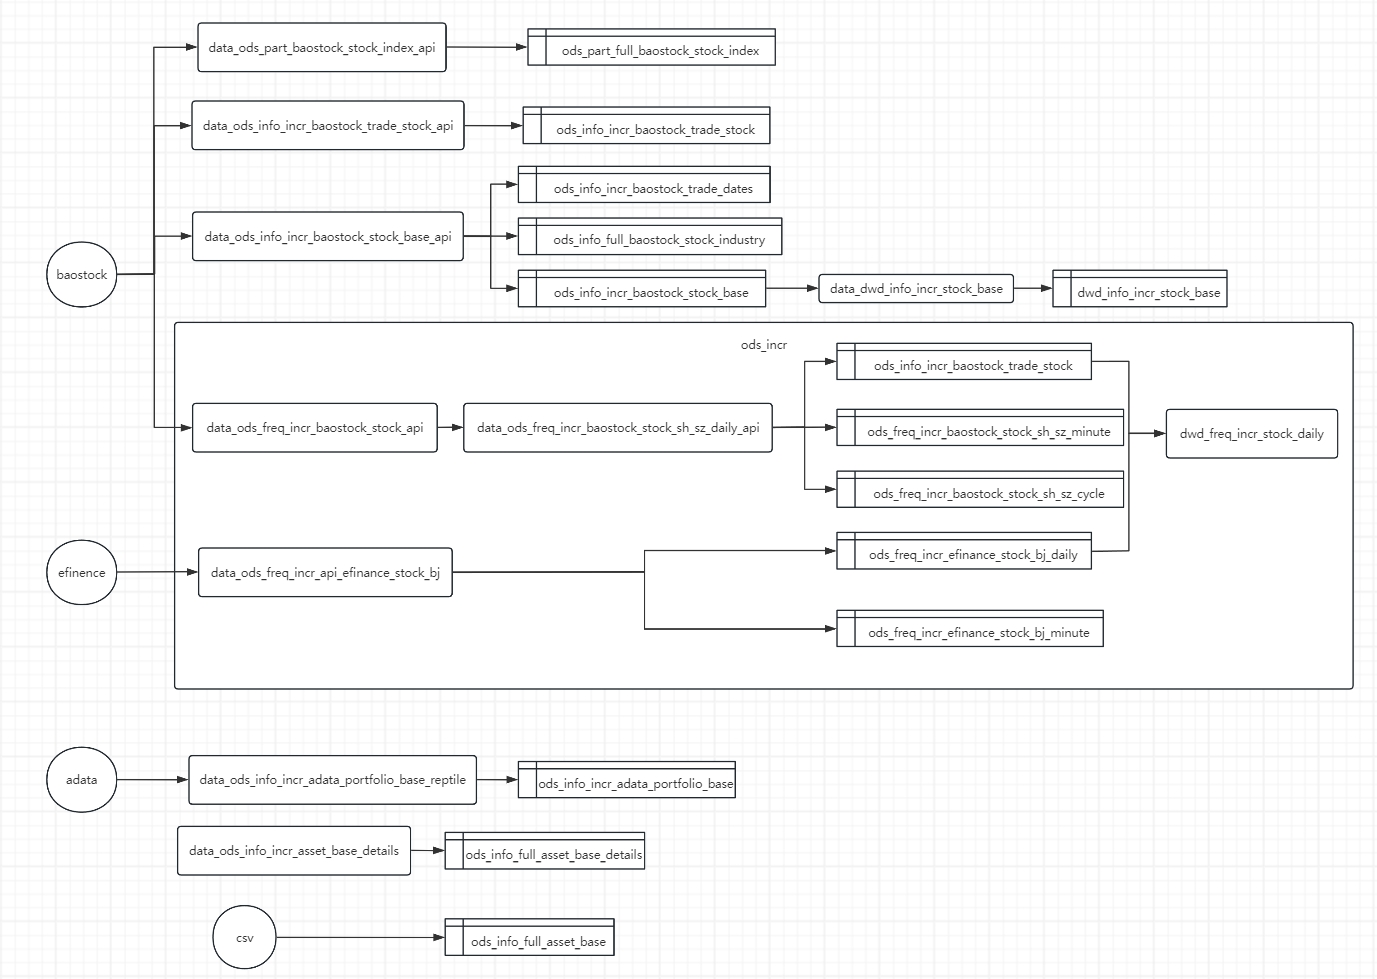 data_ods_part_baostock_stock_index_api
ods_part_full_baostock_stock_index
data_ods_info_incr_baostock_trade_stock_api
ods_info_incr_baostock_trade_stock
ods_info_incr_baostock_trade_dates
data_ods_info_incr_baostock_stock_base_api
ods_info_full_baostock_stock_industry
baostock
ods_info_incr_baostock_stock_base
data_dwd_info_incr_stock_base
dwd_info_incr_stock_base
ods_incr
ods_info_incr_baostock_trade_stock
data_ods_freq_incr_baostock_stock_api
data_ods_freq_incr_baostock_stock_sh_sz_daily_api
ods_freq_incr_baostock_stock_sh_sz_minute
dwd_freq_incr_stock_daily
ods_freq_incr_baostock_stock_sh_sz_cycle
ods_freq_incr_efinance_stock_bj_daily
efinence
data_ods_freq_incr_api_efinance_stock_bj
ods_freq_incr_efinance_stock_bj_minute
adata
data_ods_info_incr_adata_portfolio_base_reptile
ods_info_incr_adata_portfolio_base
data_ods_info_incr_asset_base_details
ods_info_full_asset_base_details
csv
ods_info_full_asset_base